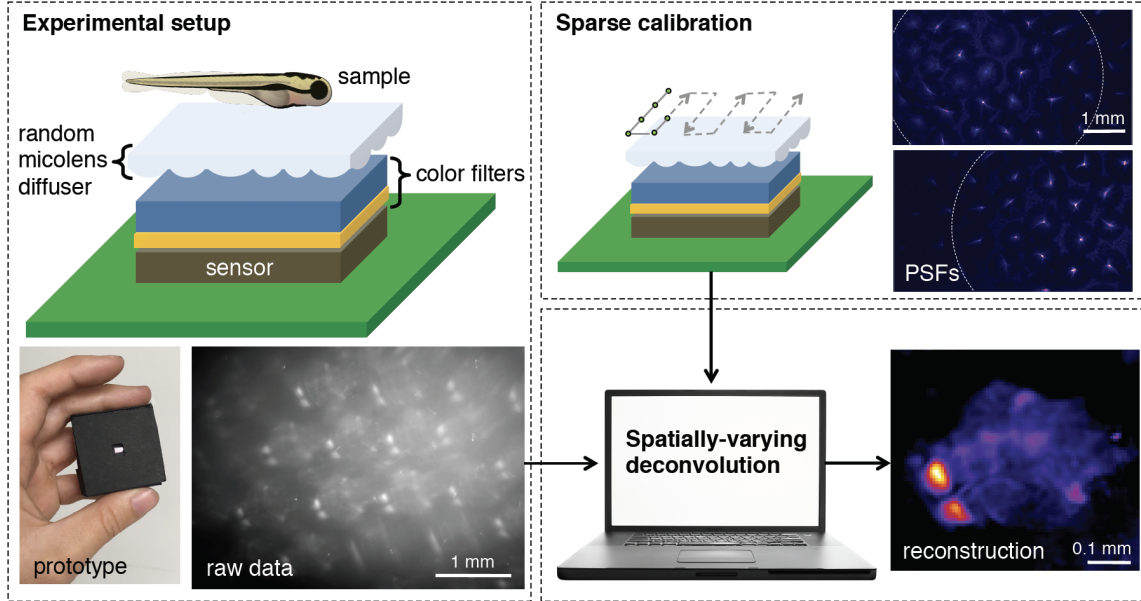 Experimental setup
sample
random
micolens
diffuser
color filters
sensor
prototype
raw data
1 mm
Sparse calibration
1 mm
PSFs
Spatially-varying
deconvolution
reconstruction
0.1 mm